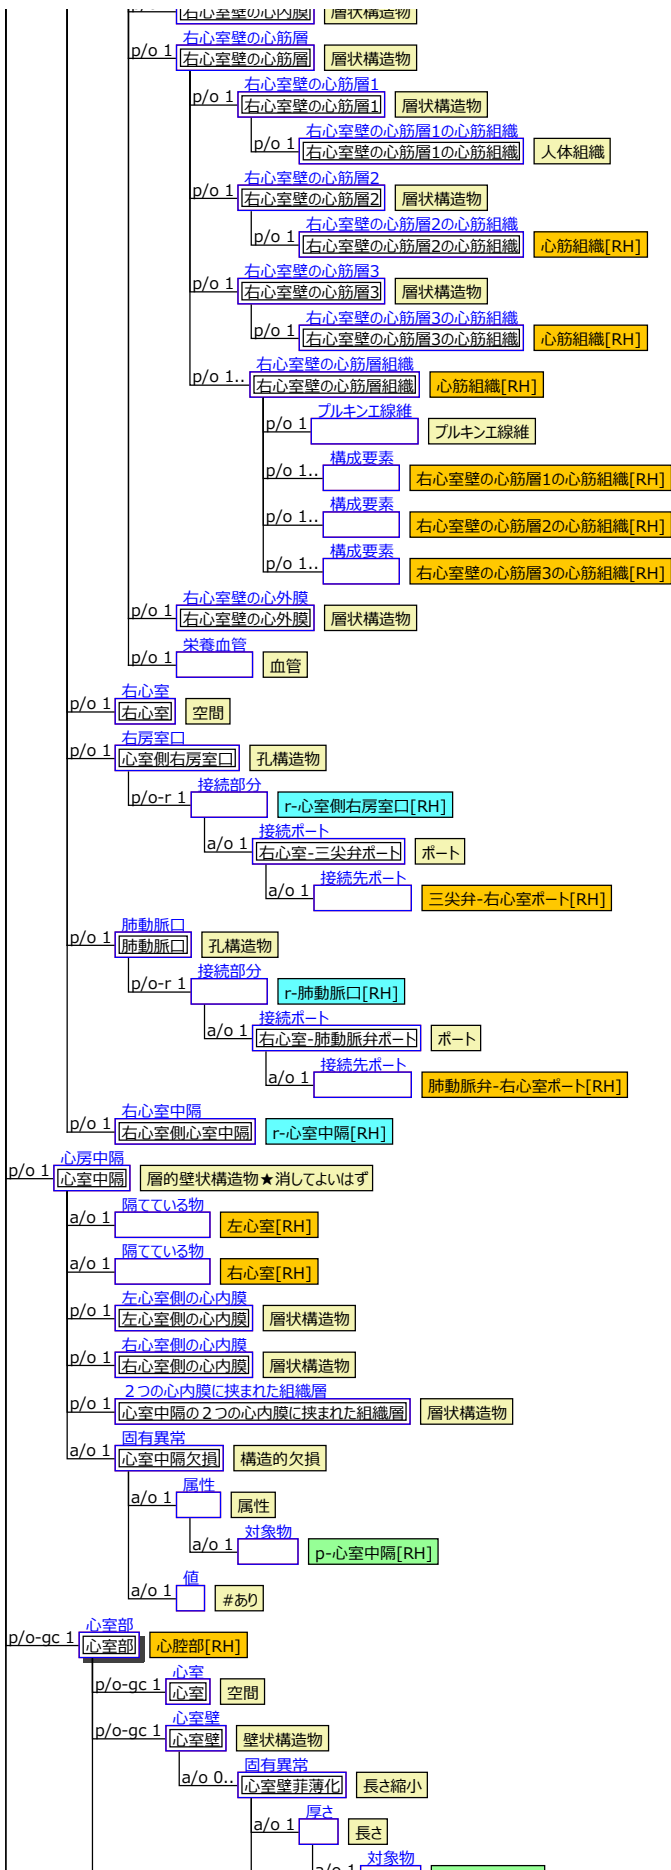 p/o 1 右心室壁の心内膜 層状構造物
右心室壁の心筋層
p/o 1 右心室壁の心筋層 層状構造物
右心室壁の心筋層1
p/o 1 右心室壁の心筋層1 層状構造物
右心室壁の心筋層1の心筋組織
p/o 1 右心室壁の心筋層1の心筋組織 人体組織
右心室壁の心筋層2
p/o 1 右心室壁の心筋層2 層状構造物
右心室壁の心筋層2の心筋組織
p/o 1 右心室壁の心筋層2の心筋組織 心筋組織[RH]
右心室壁の心筋層3
p/o 1 右心室壁の心筋層3 層状構造物
右心室壁の心筋層3の心筋組織
p/o 1 右心室壁の心筋層3の心筋組織 心筋組織[RH]
右心室壁の心筋層組織
p/o 1.. 右心室壁の心筋層組織 心筋組織[RH]
プルキンエ線維
p/o 1 プルキンエ線維
構成要素
p/o 1.. 右心室壁の心筋層1の心筋組織[RH]
構成要素
p/o 1.. 右心室壁の心筋層2の心筋組織[RH]
構成要素
p/o 1.. 右心室壁の心筋層3の心筋組織[RH]
右心室壁の心外膜
p/o 1 右心室壁の心外膜 層状構造物
栄養血管
p/o 1 血管
右心室
p/o 1 右心室 空間
右房室口
p/o 1 心室側右房室口 孔構造物
接続部分
p/o-r 1 r-心室側右房室口[RH]
接続ポート
a/o 1 右心室-三尖弁ポート ポート
接続先ポート
a/o 1 三尖弁-右心室ポート[RH]
肺動脈口
p/o 1 肺動脈口 孔構造物
接続部分
p/o-r 1 r-肺動脈口[RH]
接続ポート
a/o 1 右心室-肺動脈弁ポート ポート
接続先ポート
a/o 1 肺動脈弁-右心室ポート[RH]
右心室中隔
p/o 1 右心室側心室中隔 r-心室中隔[RH]
心房中隔
p/o 1 心室中隔 層的壁状構造物★消してよいはず
隔てている物
a/o 1 左心室[RH]
隔てている物
a/o 1 右心室[RH]
左心室側の心内膜
p/o 1 左心室側の心内膜 層状構造物
右心室側の心内膜
p/o 1 右心室側の心内膜 層状構造物
２つの心内膜に挟まれた組織層
p/o 1 心室中隔の２つの心内膜に挟まれた組織層 層状構造物
固有異常
a/o 1 心室中隔欠損 構造的欠損
属性
a/o 1 属性
対象物
a/o 1 p-心室中隔[RH]
値
a/o 1 #あり
心室部
p/o-gc 1 心室部 心腔部[RH]
心室
p/o-gc 1 心室 空間
心室壁
p/o-gc 1 心室壁 壁状構造物
固有異常
a/o 0.. 心室壁菲薄化 長さ縮小
厚さ
a/o 1 長さ
対象物
a/o 1